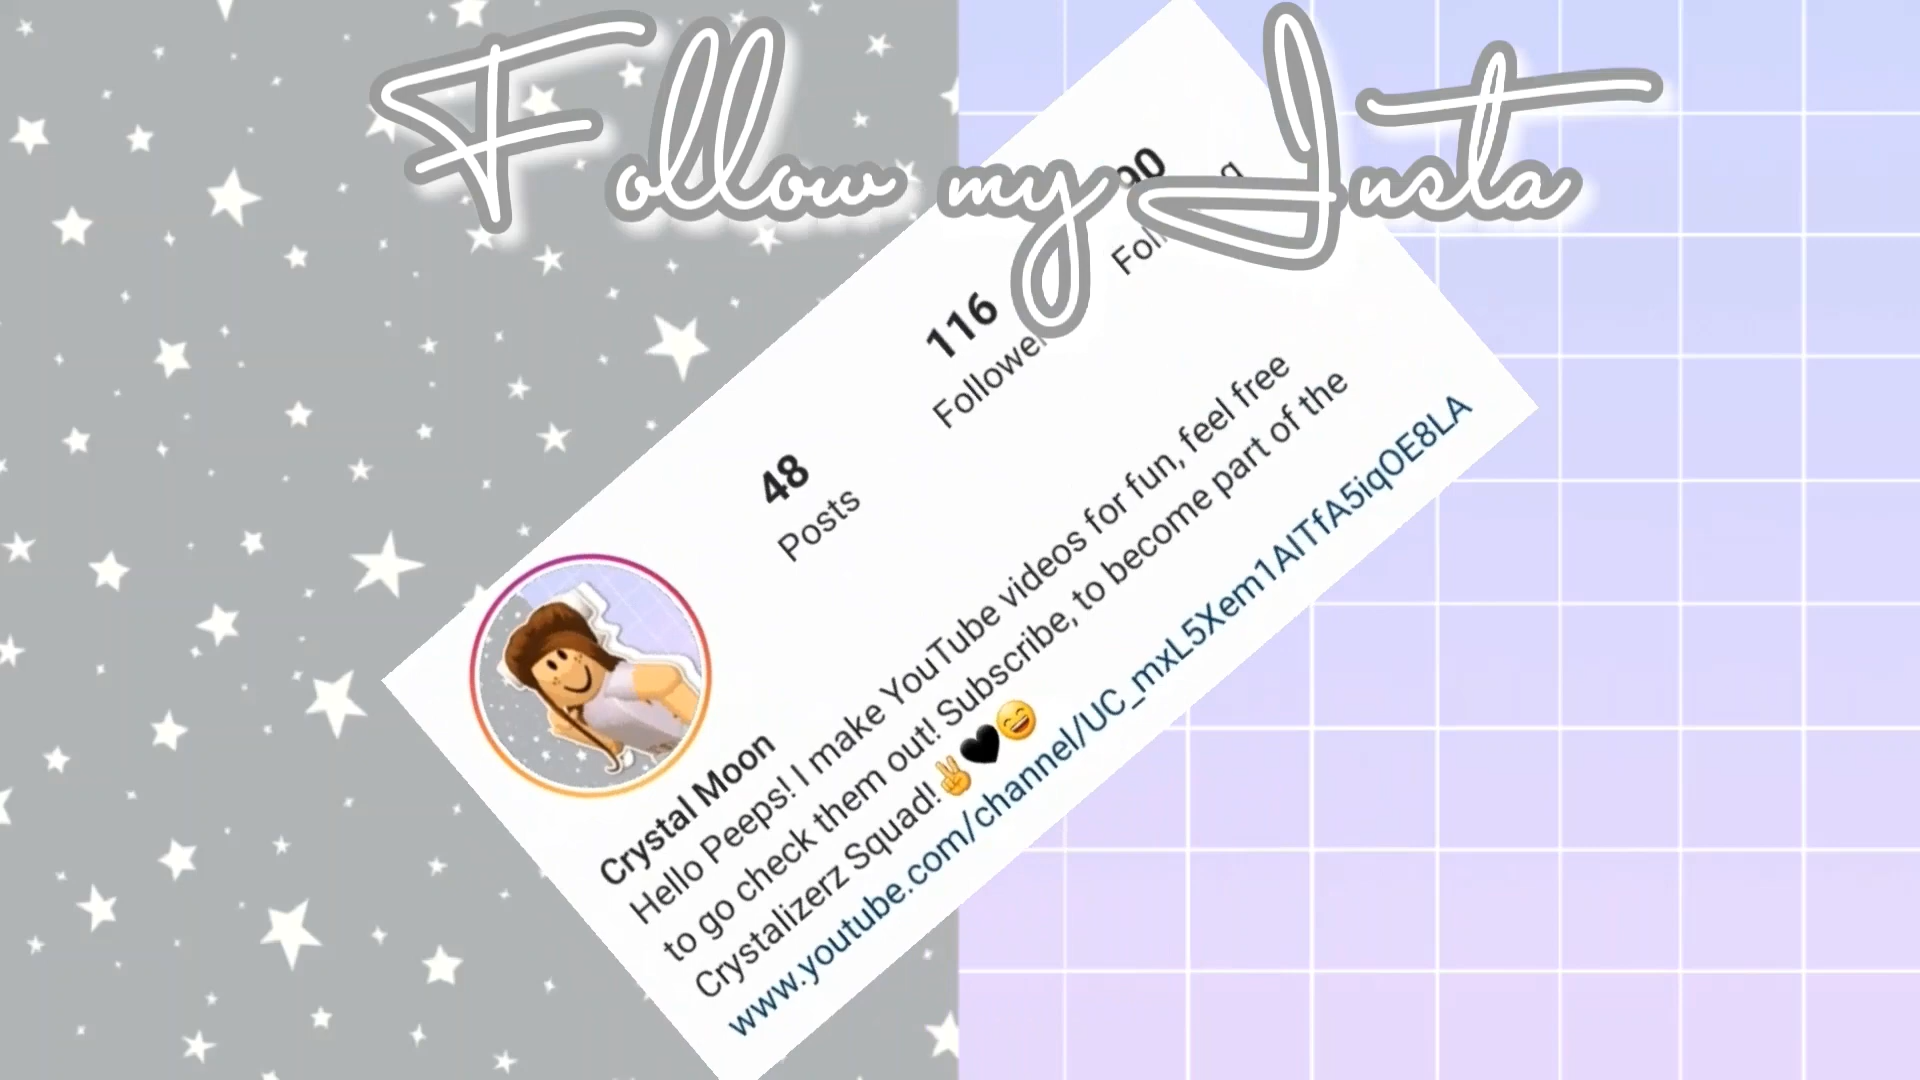 Follow my Insta
48
Posts
116
90
Crystal Moon
Hello Peeps! I make YouTube videos for fun, feel free
to go check them out! Subscribe, to become part of the
Crystalizerz Squad!✌️🖤😄
www.youtube.com/channel/UC_mxL5Xem1AITfA5iqOE8LA